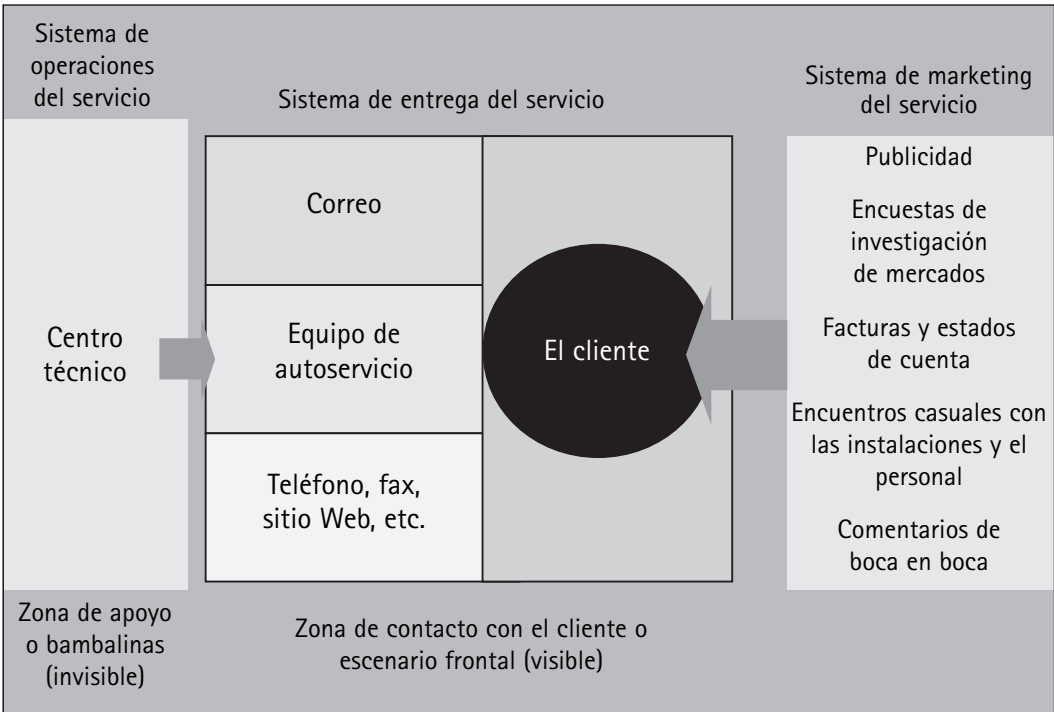 Sistema de
operaciones
del servicio
Sistema de entrega del servicio
Sistema de marketing
del servicio
Centro
técnico
Correo
Equipo de
autoservicio
Teléfono, fax,
sitio Web, etc.
El cliente
Publicidad
Encuestas de
investigación
de mercados
Facturas y estados
de cuenta
Encuentros casuales con
las instalaciones y el
personal
Comentarios de
boca en boca
Zona de apoyo
o bambalinas
(invisible)
Zona de contacto con el cliente o
escenario frontal (visible)